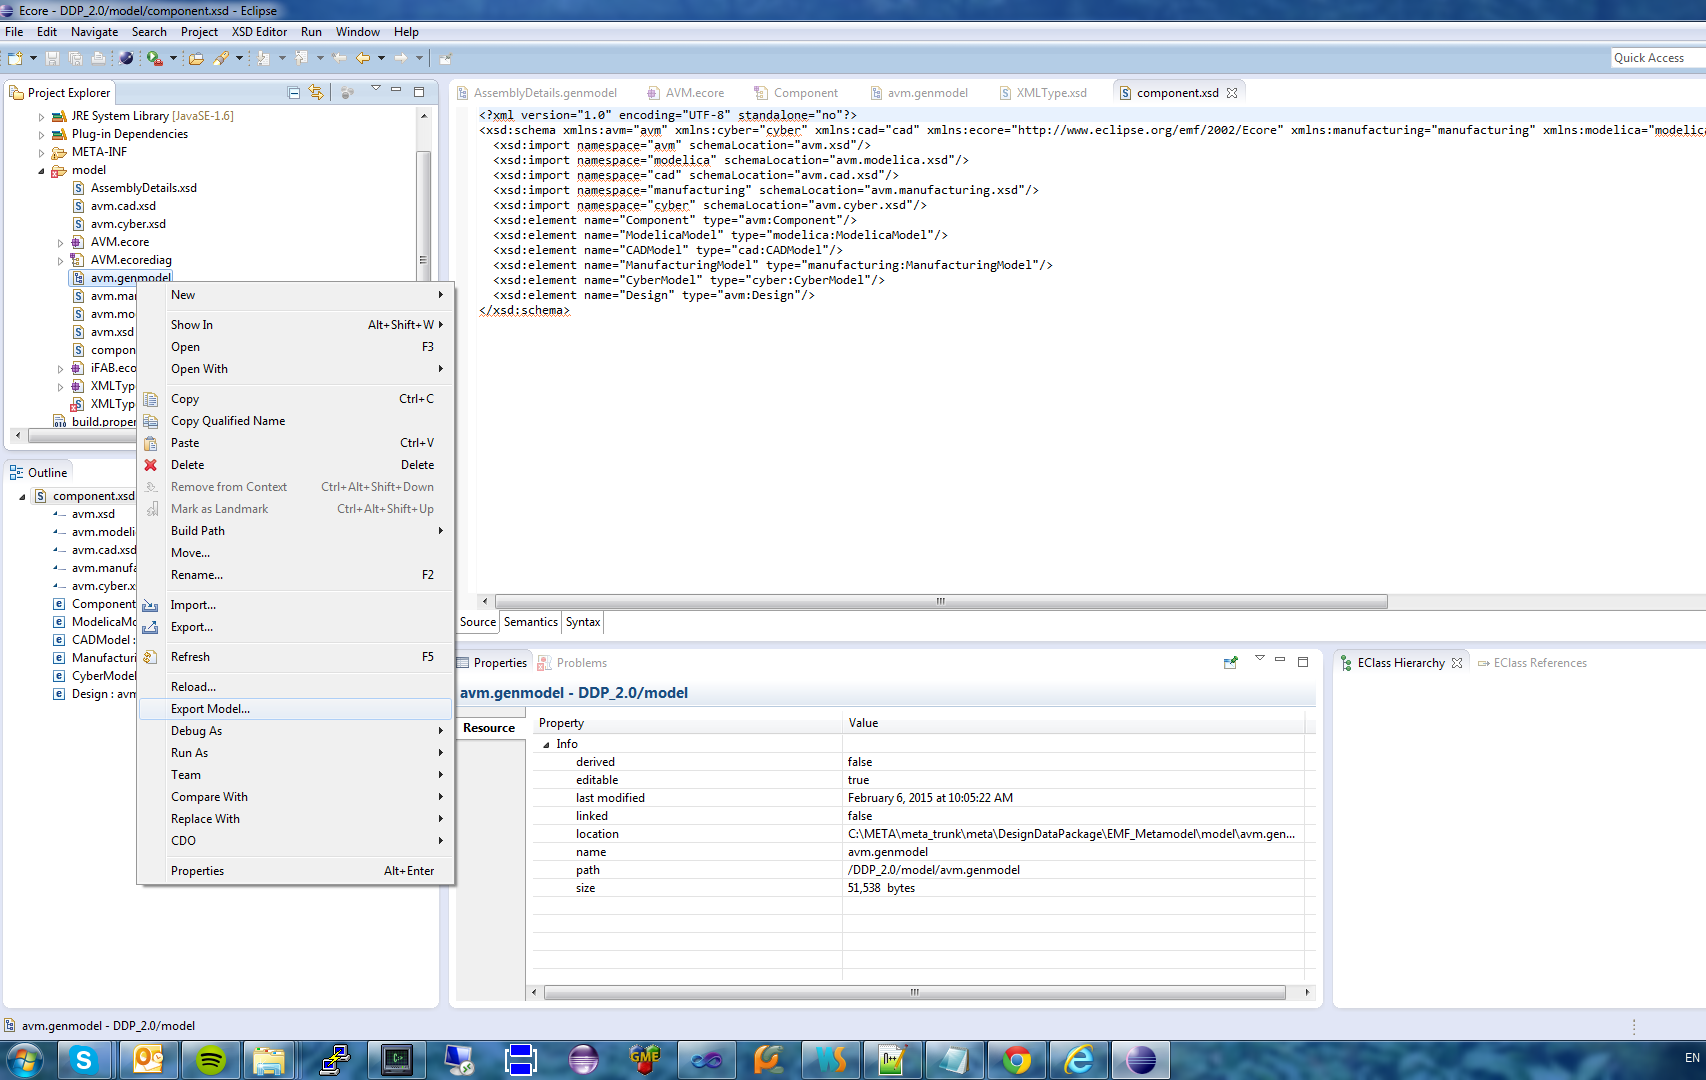 Ecore - DDP_2.0/model/component.xsd - Eclipse
File Edit Navigate Search Project XSD Editor Run Window Help
Quick Access
Project Explorer
JRE System Library [JavaSE-1.6]
Plug-in Dependencies
META-INF
model
AssemblyDetails.xsd
avm.cad.xsd
avm.cyber.xsd
AVM.ecore
AVM.ecorediag
avm.genmodel
avm.mar
avm.mo
avm.xsd
compon
iFAB.eco
XMLTyp
XMLTyp
build.proper
Outline
component.xsd
avm.xsd
avm.modeli
avm.cad.xsd
avm.manufa
avm.cyber.x
Component
ModelicaMo
CADModel :
Manufacturi
CyberModel
Design : avm
New
Show In Alt+Shift+W
Open F3
Open With
Copy Ctrl+C
Copy Qualified Name
Paste Ctrl+V
Delete Delete
Remove from Context Ctrl+Alt+Shift+Down
Mark as Landmark Ctrl+Alt+Shift+Up
Build Path
Move...
Rename... F2
Import...
Export...
Refresh F5
Reload...
Export Model...
Debug As
Run As
Team
Compare With
Replace With
CDO
Properties Alt+Enter
AssemblyDetails.genmodel AVM.ecore Component avm.genmodel XMLType.xsd component.xsd
<?xml version="1.0" encoding="UTF-8" standalone="no"?>
<xsd:schema xmlns:avm="avm" xmlns:cyber="cyber" xmlns:cad="cad" xmlns:ecore="http://www.eclipse.org/emf/2002/Ecore" xmlns:manufacturing="manufacturing" xmlns:modelica="modelica
<xsd:import namespace="avm" schemaLocation="avm.xsd"/>
<xsd:import namespace="modelica" schemaLocation="avm.modelica.xsd"/>
<xsd:import namespace="cad" schemaLocation="avm.cad.xsd"/>
<xsd:import namespace="manufacturing" schemaLocation="avm.manufacturing.xsd"/>
<xsd:import namespace="cyber" schemaLocation="avm.cyber.xsd"/>
<xsd:element name="Component" type="avm:Component"/>
<xsd:element name="ModelicaModel" type="modelica:ModelicaModel"/>
<xsd:element name="CADModel" type="cad:CADModel"/>
<xsd:element name="ManufacturingModel" type="manufacturing:ManufacturingModel"/>
<xsd:element name="CyberModel" type="cyber:CyberModel"/>
<xsd:element name="Design" type="avm:Design"/>
</xsd:schema>
Source Semantics Syntax
Properties Problems
avm.genmodel - DDP_2.0/model
Resource
Property Value
Info
derived false
editable true
last modified February 6, 2015 at 10:05:22 AM
linked false
location C:\META\meta_trunk\meta\DesignDataPackage\EMF_Metamodel\model\avm.gen...
name avm.genmodel
path /DDP_2.0/model/avm.genmodel
size 51,538 bytes
EClass Hierarchy EClass References
avm.genmodel - DDP_2.0/model
GME
EN